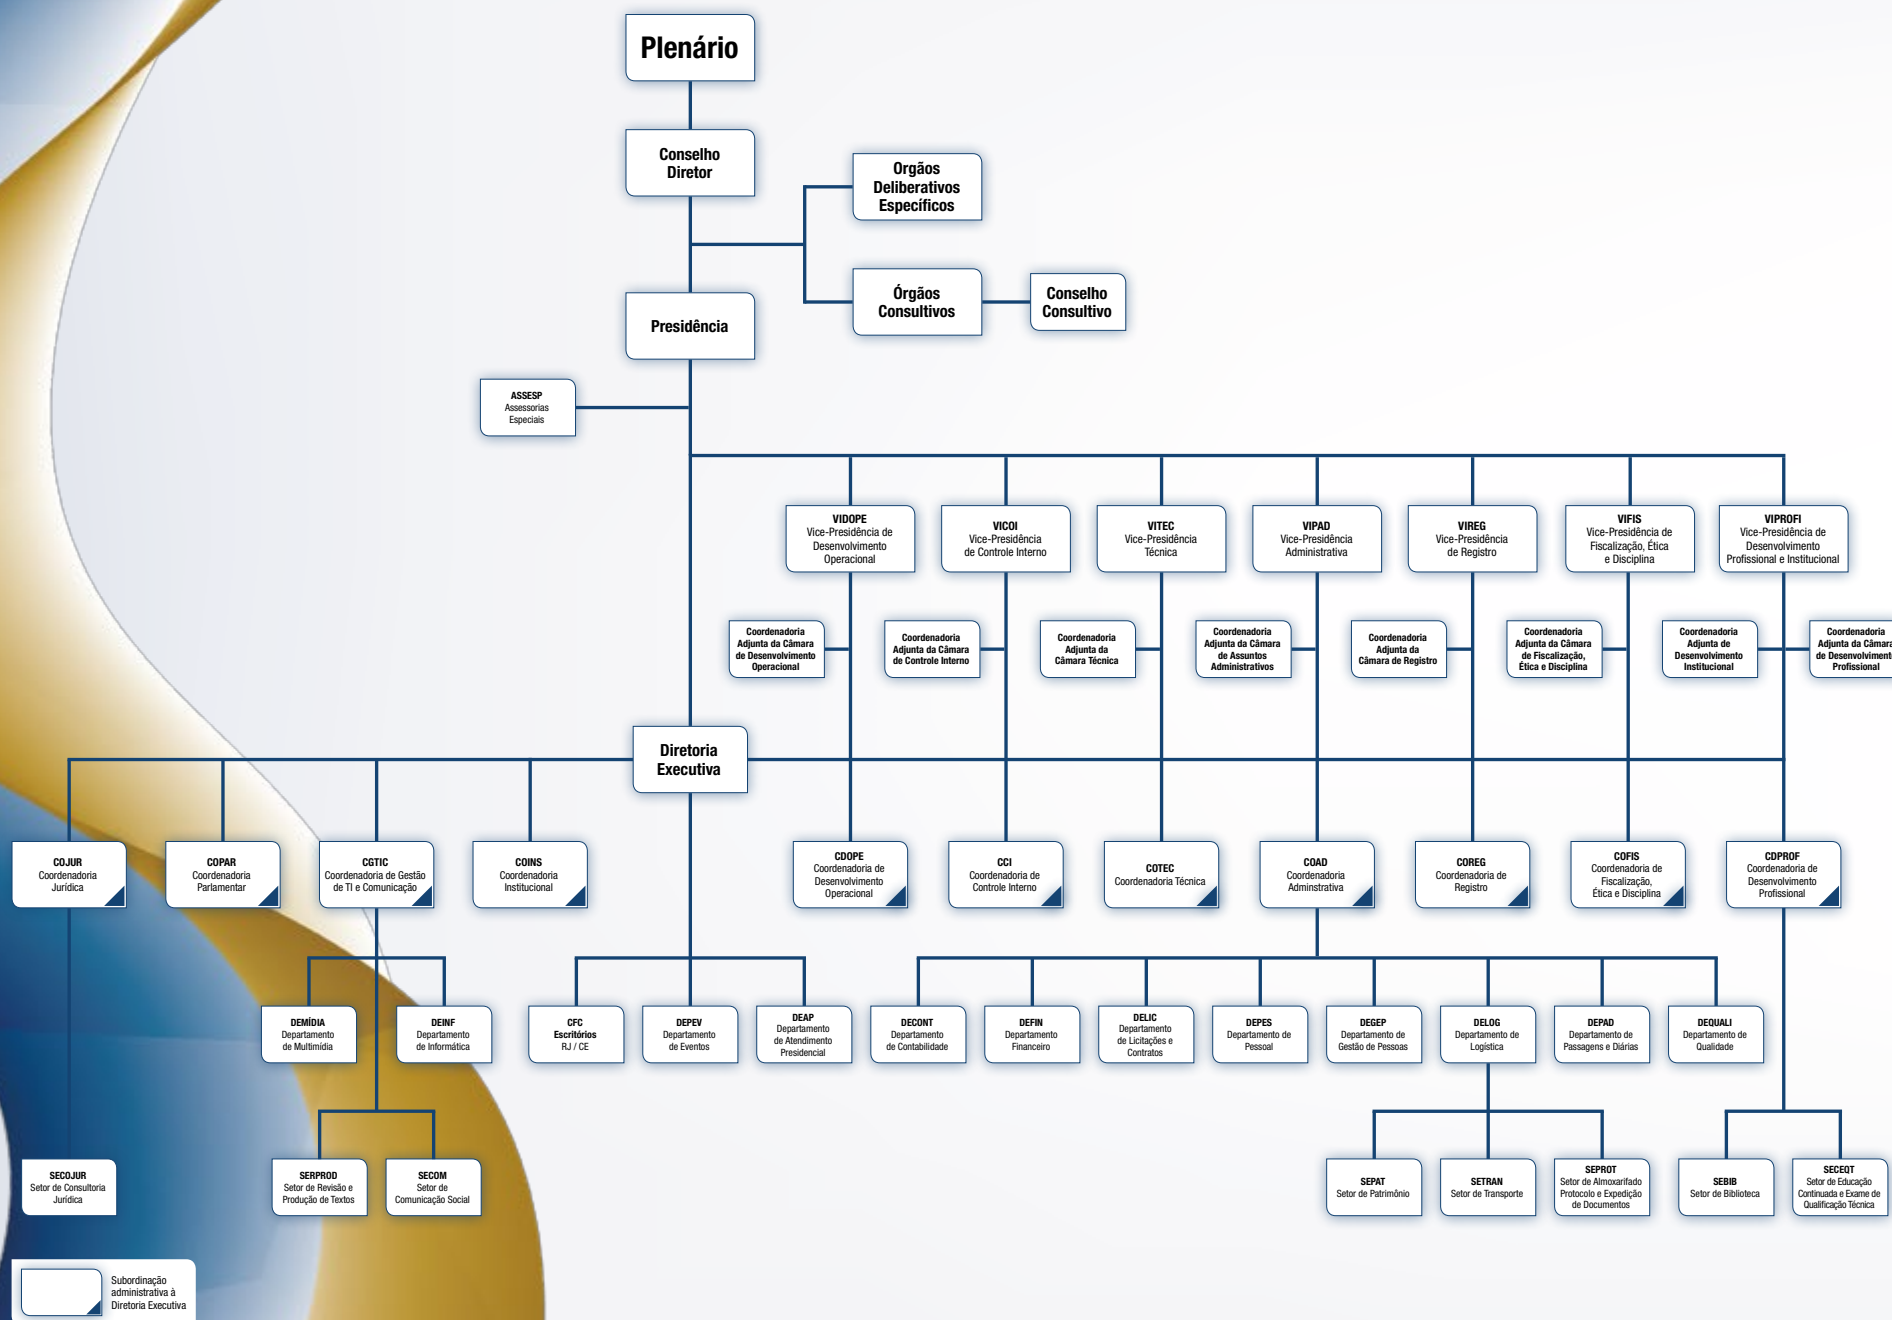 Plenário
Conselho
Diretor
Orgãos
Deliberativos
Específicos
Órgãos
Consultivos
Conselho
Consultivo
Presidência
ASSESP
Assessorias
Especiais
VIDOPE
Vice-Presidência de
Desenvolvimento
Operacional
VICOI
Vice-Presidência
de Controle Interno
VITEC
Vice-Presidência
Técnica
VIPAD
Vice-Presidência
Administrativa
VIREG
Vice-Presidência
de Registro
VIFIS
Vice-Presidência de
Fiscalização, Ética
e Disciplina
VIPROFI
Vice-Presidência de
Desenvolvimento
Profissional e Institucional
Coordenadoria
Adjunta da Câmara
de Desenvolvimento
Operacional
Coordenadoria
Adjunta da Câmara
de Controle Interno
Coordenadoria
Adjunta da
Câmara Técnica
Coordenadoria
Adjunta da Câmara
de Assuntos
Administrativos
Coordenadoria
Adjunta da
Câmara de Registro
Coordenadoria
Adjunta da Câmara
de Fiscalização,
Ética e Disciplina
Coordenadoria
Adjunta de
Desenvolvimento
Institucional
Coordenadoria
Adjunta da Câmara
de Desenvolvimento
Profissional
Diretoria
Executiva
COJUR
Coordenadoria
Jurídica
COPAR
Coordenadoria
Parlamentar
CGTIC
Coordenadoria de Gestão
de TI e Comunicação
COINS
Coordenadoria
Institucional
CDOPE
Coordenadoria de
Desenvolvimento
Operacional
CCI
Coordenadoria de
Controle Interno
COTEC
Coordenadoria Técnica
COAD
Coordenadoria
Adminstrativa
COREG
Coordenadoria de
Registro
COFIS
Coordenadoria de
Fiscalização,
Ética e Disciplina
CDPROF
Coordenadoria de
Desenvolvimento
Profissional
DEMÍDIA
Departamento
de Multimídia
DEINF
Departamento
de Informática
CFC
Escritórios
RJ / CE
DEPEV
Departamento
de Eventos
DEAP
Departamento
de Atendimento
Presidencial
DECONT
Departamento
de Contabilidade
DEFIN
Departamento
Financeiro
DELIC
Departamento
de Licitações e
Contratos
DEPES
Departamento de
Pessoal
DEGEP
Departamento de
Gestão de Pessoas
DELOG
Departamento de
Logística
DEPAD
Departamento de
Passagens e Diárias
DEQUALI
Departamento de
Qualidade
SECOJUR
Setor de Consultoria
Jurídica
SERPROD
Setor de Revisão e
Produção de Textos
SECOM
Setor de
Comunicação Social
SEPAT
Setor de Patrimônio
SETRAN
Setor de Transporte
SEPROT
Setor de Almoxarifado
Protocolo e Expedição
de Documentos
SEBIB
Setor de Biblioteca
SECEQT
Setor de Educação
Continuada e Exame de
Qualificação Técnica
Subordinação
administrativa à
Diretoria Executiva